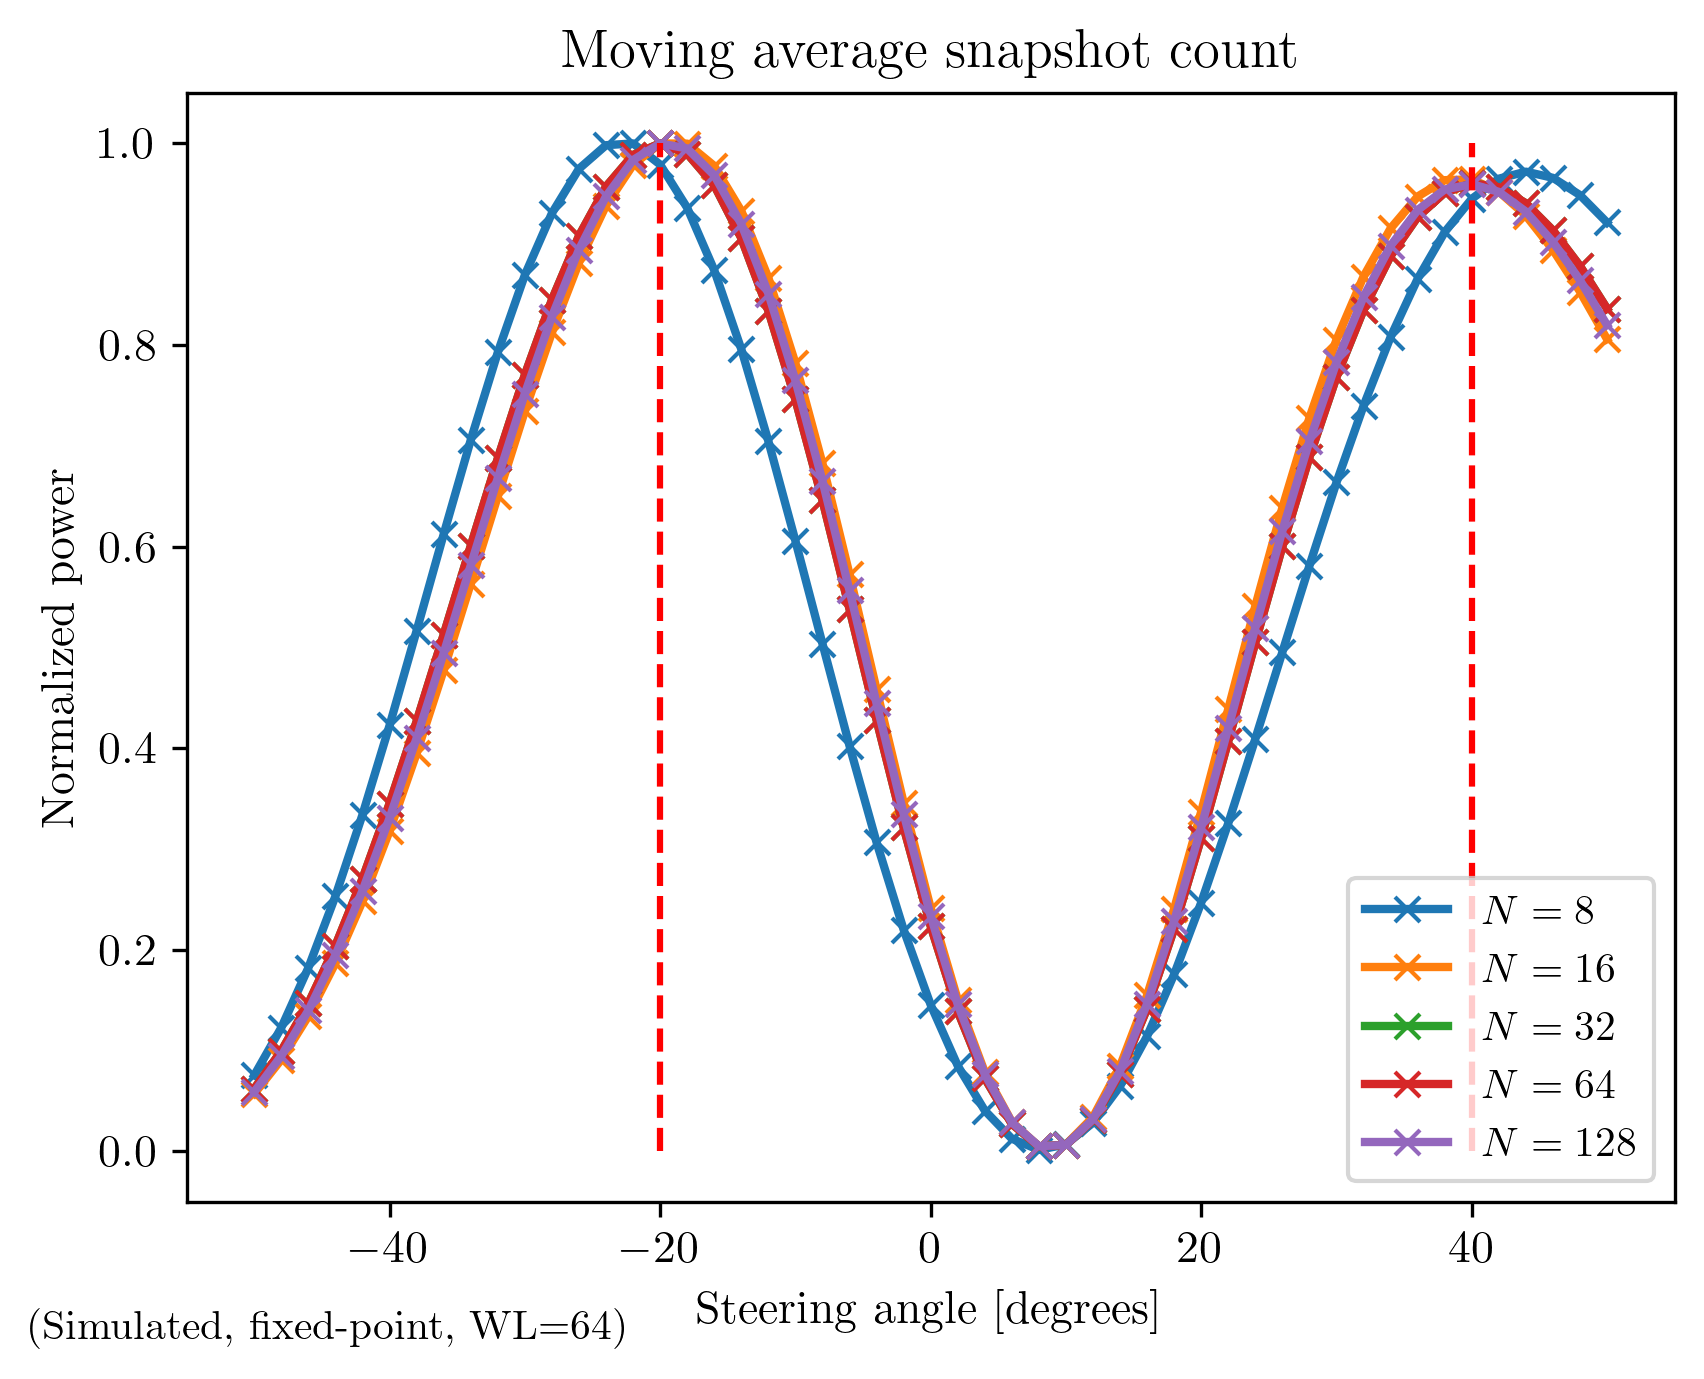 Moving average snapshot count
Normalized power
1.0
0.8
0.6
0.4
0.2
0.0
−40
−20
0
20
40
Steering angle [degrees]
(Simulated, fixed-point, WL=64)
N = 8
N = 16
N = 32
N = 64
N = 128